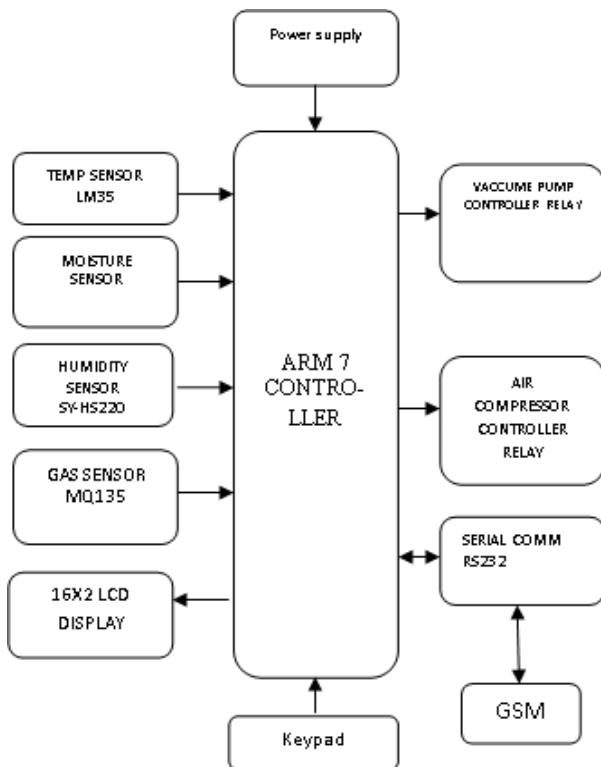 Power supply
TEMP SENSOR
LM35
MOISTURE
SENSOR
HUMIDITY
SENSOR
SY-HS220
GAS SENSOR
MQ135
16X2 LCD
DISPLAY
ARM 7
CONTRO-
LLER
VACCUME PUMP
CONTROLLER RELAY
AIR
COMPRESSOR
CONTROLLER
RELAY
SERIAL COMM
RS232
GSM
Keypad